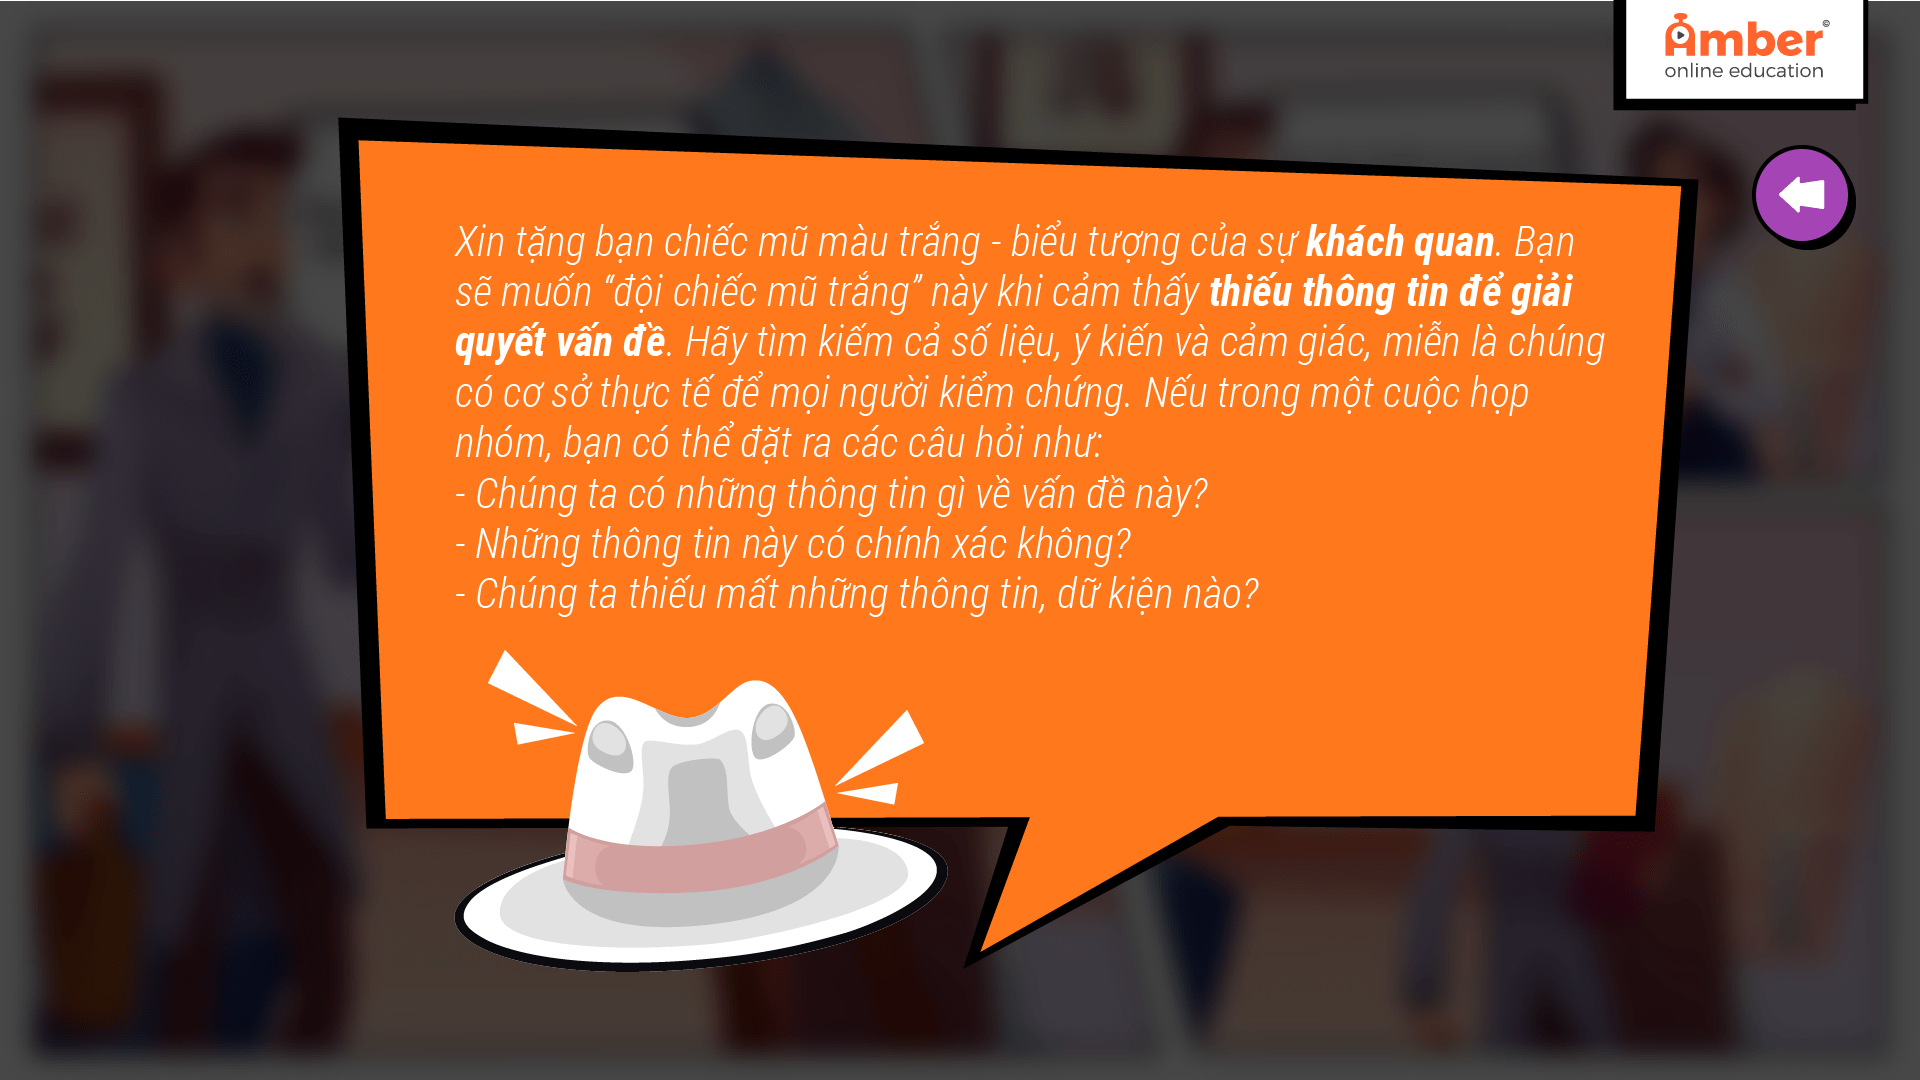 Amber©
online education
Xin tặng bạn chiếc mũ màu trắng - biểu tượng của sự khách quan. Bạn
sẽ muốn “đội chiếc mũ trắng” này khi cảm thấy thiếu thông tin để giải
quyết vấn đề. Hãy tìm kiếm cả số liệu, ý kiến và cảm giác, miễn là chúng
có cơ sở thực tế để mọi người kiểm chứng. Nếu trong một cuộc họp
nhóm, bạn có thể đặt ra các câu hỏi như:
- Chúng ta có những thông tin gì về vấn đề này?
- Những thông tin này có chính xác không?
- Chúng ta thiếu mất những thông tin, dữ kiện nào?